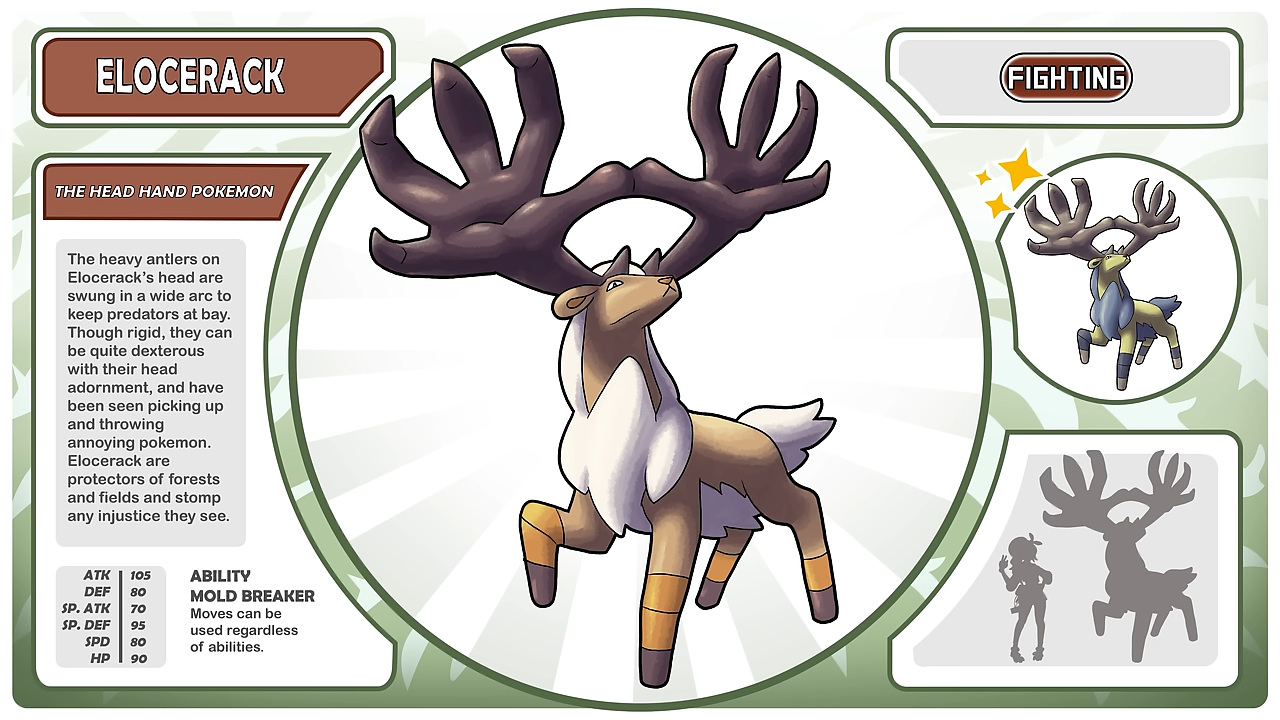 ELOCERACK
FIGHTING
THE HEAD HAND POKEMON
The heavy antlers on
Elocerack's head are
swung in a wide arc to
keep predators at bay.
Though rigid, they can
be quite dexterous
with their head
adornment, and have
been seen picking up
and throwing
annoying pokemon.
Elocerack are
protectors of forests
and fields and stomp
any injustice they see.
ATK 105
DEF 80
SP. ATK 70
SP. DEF 95
SPD 80
HP 90
ABILITY
MOLD BREAKER
Moves can be
used regardless
of abilities.